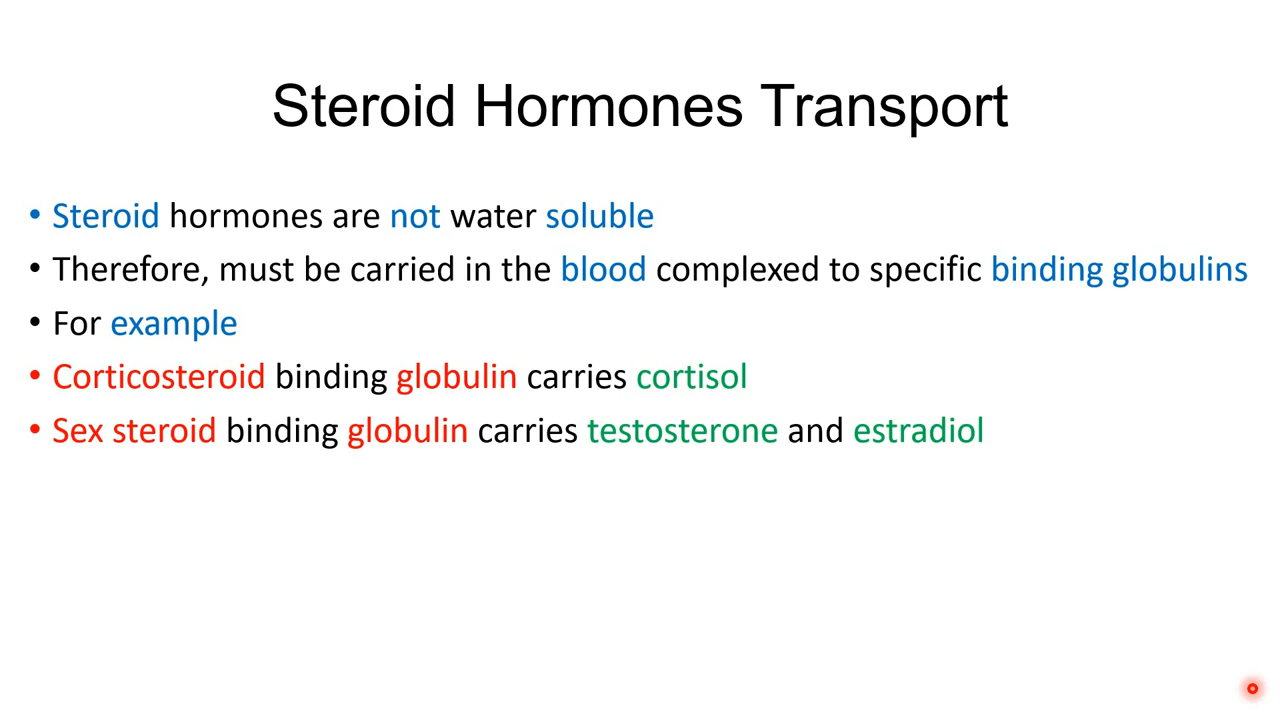 Steroid Hormones Transport
• Steroid hormones are not water soluble
• Therefore, must be carried in the blood complexed to specific binding globulins
• For example
• Corticosteroid binding globulin carries cortisol
• Sex steroid binding globulin carries testosterone and estradiol